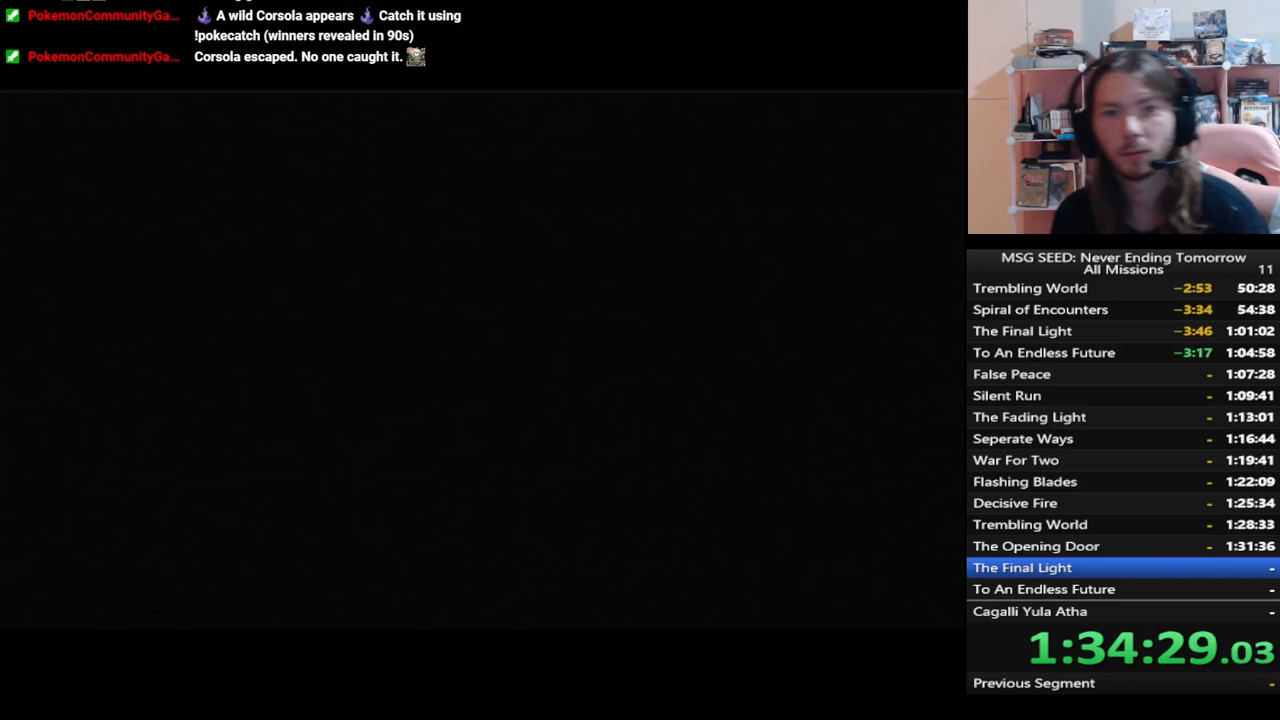 PokemonCommunityGa... A wild Corsola appears Catch it using
!pokecatch (winners revealed in 90s)
PokemonCommunityGa... Corsola escaped. No one caught it.
MSG SEED: Never Ending Tomorrow
All Missions 11
Trembling World -2:53 50:28
Spiral of Encounters -3:34 54:38
The Final Light -3:46 1:01:02
To An Endless Future -3:17 1:04:58
False Peace - 1:07:28
Silent Run - 1:09:41
The Fading Light - 1:13:01
Seperate Ways - 1:16:44
War For Two - 1:19:41
Flashing Blades - 1:22:09
Decisive Fire - 1:25:34
Trembling World - 1:28:33
The Opening Door - 1:31:36
The Final Light -
To An Endless Future -
Cagalli Yula Atha -
1:34:29.03
Previous Segment -